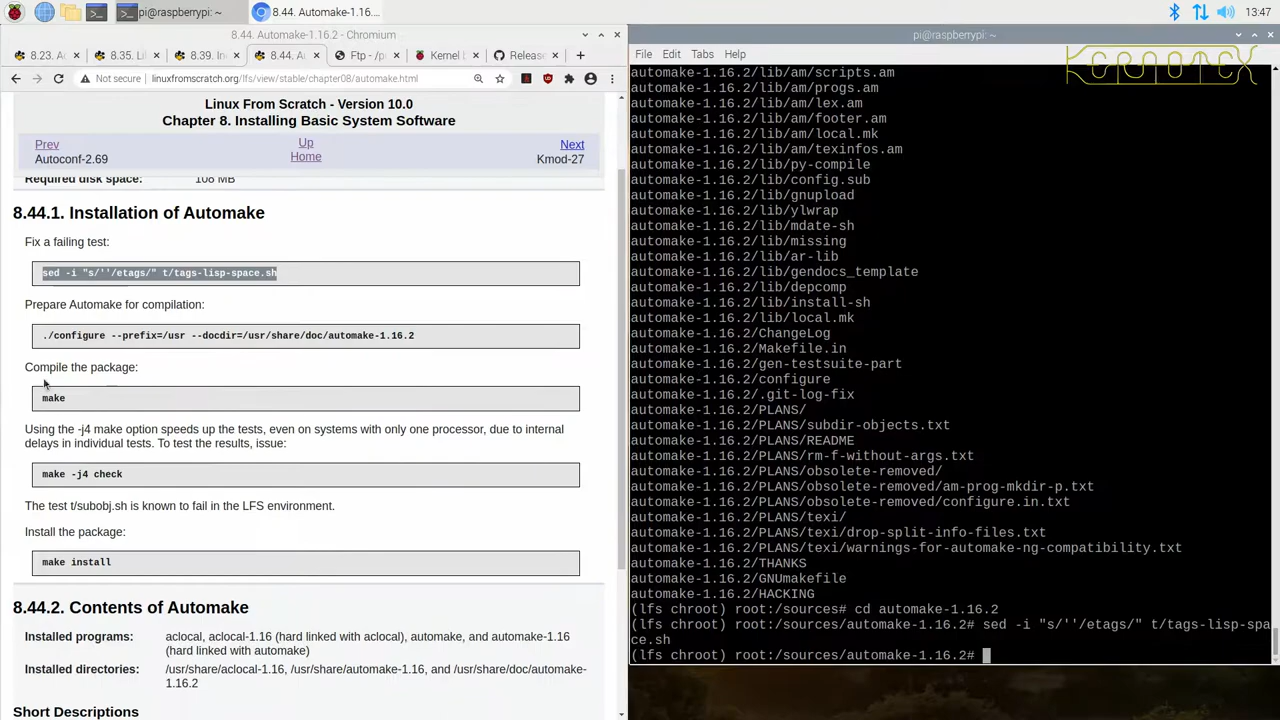 pi@raspberrypi: ~
8.44. Automake-1.16...
13:47
8.44. Automake-1.16.2 - Chromium
8.23. A
8.35. Li
8.39. In
8.44. A
Ftp - /p
Kernel |
Release
Not secure | linuxfromscratch.org/lfs/view/stable/chapter08/automake.html
Linux From Scratch - Version 10.0
Chapter 8. Installing Basic System Software
Prev
Up
Next
Autoconf-2.69
Home
Kmod-27
Required disk space: 108 MB
8.44.1. Installation of Automake
Fix a failing test:
sed -i "s/''/etags/" t/tags-lisp-space.sh
Prepare Automake for compilation:
./configure --prefix=/usr --docdir=/usr/share/doc/automake-1.16.2
Compile the package:
make
Using the -j4 make option speeds up the tests, even on systems with only one processor, due to internal
delays in individual tests. To test the results, issue:
make -j4 check
The test t/subobj.sh is known to fail in the LFS environment.
Install the package:
make install
8.44.2. Contents of Automake
Installed programs: aclocal, aclocal-1.16 (hard linked with aclocal), automake, and automake-1.16
(hard linked with automake)
Installed directories: /usr/share/aclocal-1.16, /usr/share/automake-1.16, and /usr/share/doc/automake-
1.16.2
Short Descriptions
pi@raspberrypi: ~
File Edit Tabs Help
KERNOTEX
automake-1.16.2/lib/am/scripts.am
automake-1.16.2/lib/am/progs.am
automake-1.16.2/lib/am/lex.am
automake-1.16.2/lib/am/footer.am
automake-1.16.2/lib/am/local.mk
automake-1.16.2/lib/am/texinfos.am
automake-1.16.2/lib/py-compile
automake-1.16.2/lib/config.sub
automake-1.16.2/lib/gnupload
automake-1.16.2/lib/ylwrap
automake-1.16.2/lib/mdate-sh
automake-1.16.2/lib/missing
automake-1.16.2/lib/ar-lib
automake-1.16.2/lib/gendocs_template
automake-1.16.2/lib/depcomp
automake-1.16.2/lib/install-sh
automake-1.16.2/lib/local.mk
automake-1.16.2/ChangeLog
automake-1.16.2/Makefile.in
automake-1.16.2/gen-testsuite-part
automake-1.16.2/configure
automake-1.16.2/.git-log-fix
automake-1.16.2/PLANS/
automake-1.16.2/PLANS/subdir-objects.txt
automake-1.16.2/PLANS/README
automake-1.16.2/PLANS/rm-f-without-args.txt
automake-1.16.2/PLANS/obsolete-removed/
automake-1.16.2/PLANS/obsolete-removed/am-prog-mkdir-p.txt
automake-1.16.2/PLANS/obsolete-removed/configure.in.txt
automake-1.16.2/PLANS/texi/
automake-1.16.2/PLANS/texi/drop-split-info-files.txt
automake-1.16.2/PLANS/texi/warnings-for-automake-ng-compatibility.txt
automake-1.16.2/THANKS
automake-1.16.2/GNUmakefile
automake-1.16.2/HACKING
(lfs chroot) root:/sources# cd automake-1.16.2
(lfs chroot) root:/sources/automake-1.16.2# sed -i "s/''/etags/" t/tags-lisp-spa
ce.sh
(lfs chroot) root:/sources/automake-1.16.2#